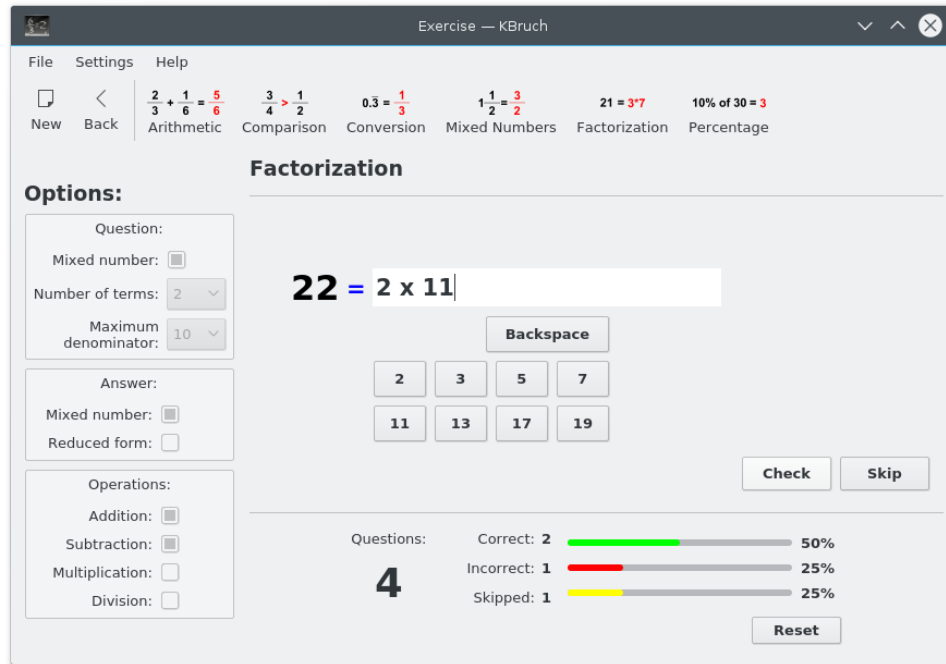 Exercise — KBruch
File Settings Help
New
Back
2/3 + 1/6 = 5/6
Arithmetic
3/4 > 1/2
Comparison
0.3̅ = 1/3
Conversion
1 1/2 = 3/2
Mixed Numbers
21 = 3*7
Factorization
10% of 30 = 3
Percentage
Options:
Question:
Mixed number:
Number of terms: 2
Maximum
denominator: 10
Answer:
Mixed number:
Reduced form:
Operations:
Addition:
Subtraction:
Multiplication:
Division:
Factorization
22 = 2 x 11
Backspace
2 3 5 7
11 13 17 19
Check Skip
Questions:
4
Correct: 2 50%
Incorrect: 1 25%
Skipped: 1 25%
Reset